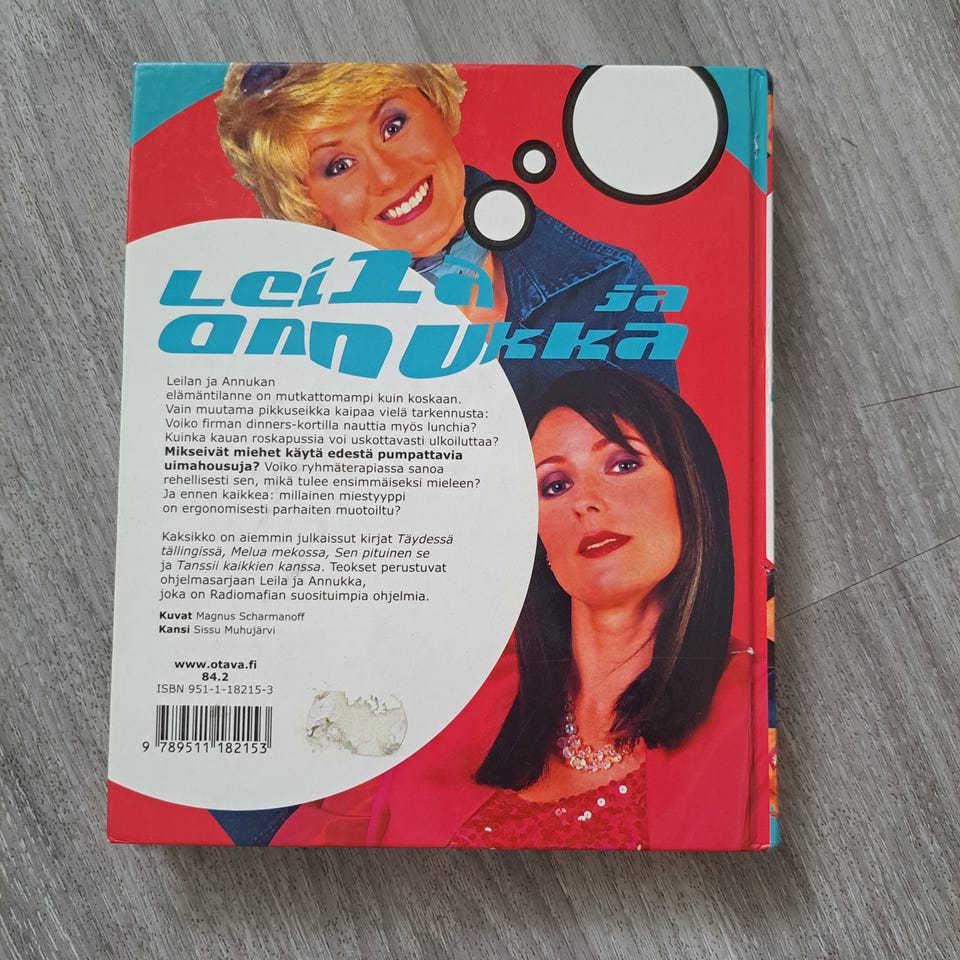 Leila ja
annukka
Leilan ja Annukan
elämäntilanne on mutkattomampi kuin koskaan.
Vain muutama pikkuseikka kaipaa vielä tarkennusta:
Voiko firman dinners-kortilla nauttia myös lunchia?
Kuinka kauan roskapussia voi uskottavasti ulkoiluttaa?
Mikseivät miehet käytä edestä pumpattavia
uimahousuja? Voiko ryhmäterapiassa sanoa
rehellisesti sen, mikä tulee ensimmäiseksi mieleen?
Ja ennen kaikkea: millainen miestyyppi
on ergonomisesti parhaiten muotoiltu?
Kaksikko on aiemmin julkaissut kirjat Täydessä
tällingissä, Melua mekossa, Sen pituinen se
ja Tanssii kaikkien kanssa. Teokset perustuvat
ohjelmasarjaan Leila ja Annukka,
joka on Radiomafian suosituimpia ohjelmia.
Kuvat Magnus Scharmanoff
Kansi Sissu Muhujärvi
www.otava.fi
84.2
ISBN 951-1-18215-3
9 789511 182153